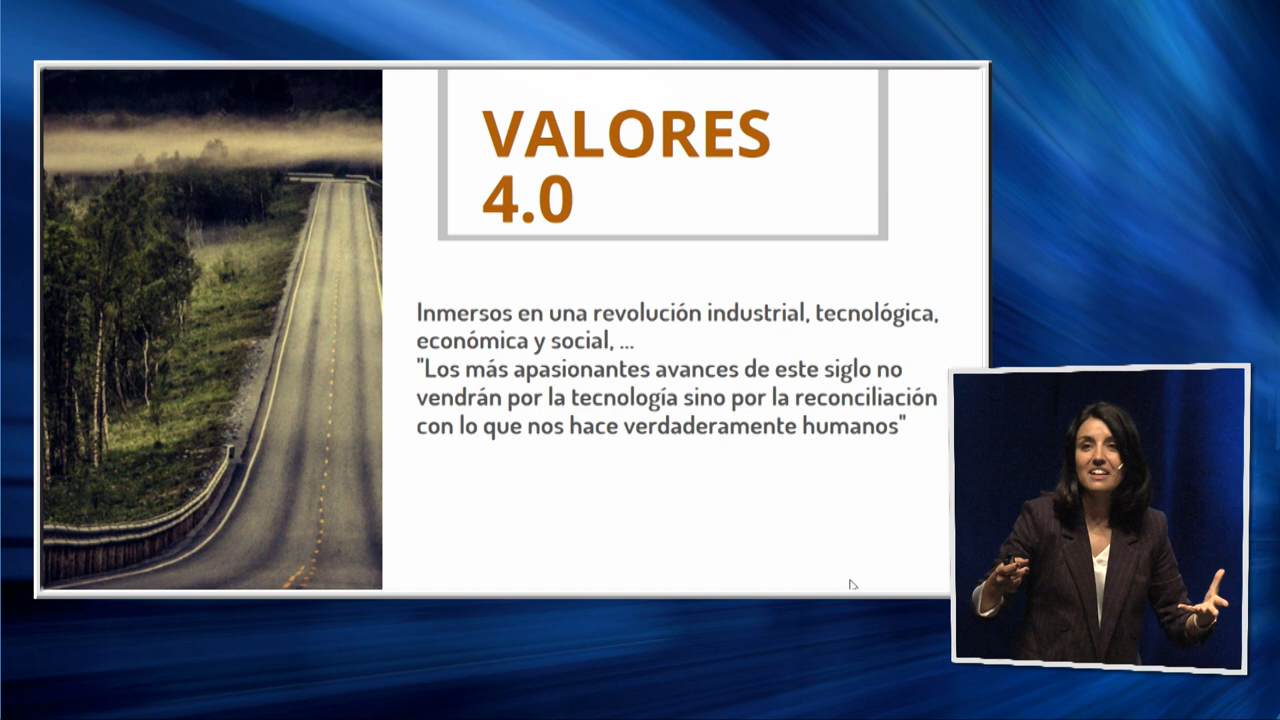 VALORES
4.0
Inmersos en una revolución industrial, tecnológica,
económica y social, ...
"Los más apasionantes avances de este siglo no
vendrán por la tecnología sino por la reconciliación
con lo que nos hace verdaderamente humanos"